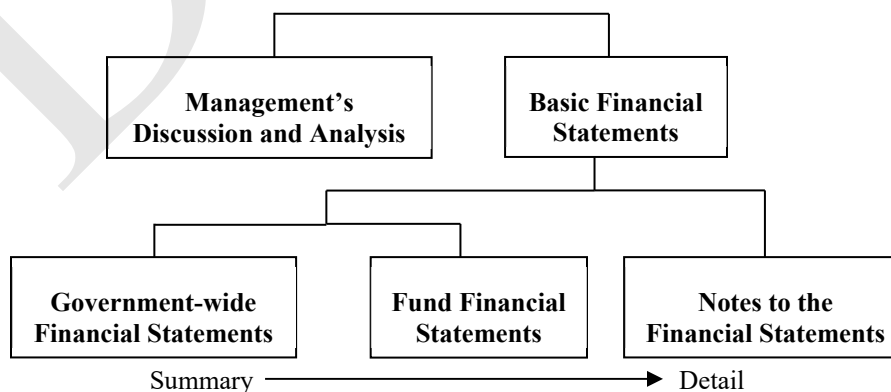 Management's
Discussion and Analysis
Basic Financial
Statements
Government-wide
Financial Statements
Fund Financial
Statements
Notes to the
Financial Statements
Summary
Detail